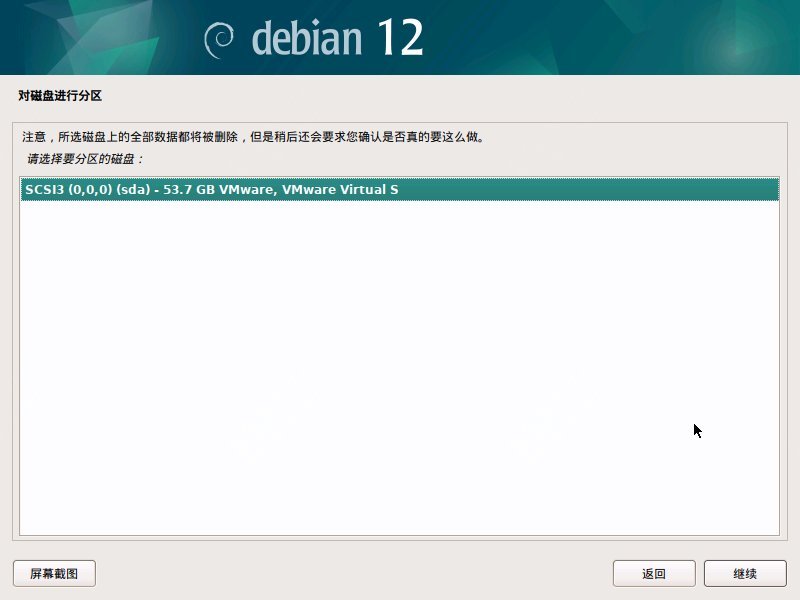 debian 12
对磁盘进行分区
注意，所选磁盘上的全部数据都将被删除，但是稍后还会要求您确认是否真的要这么做。
请选择要分区的磁盘：
SCSI3 (0,0,0) (sda) - 53.7 GB VMware, VMware Virtual S
屏幕截图
返回
继续